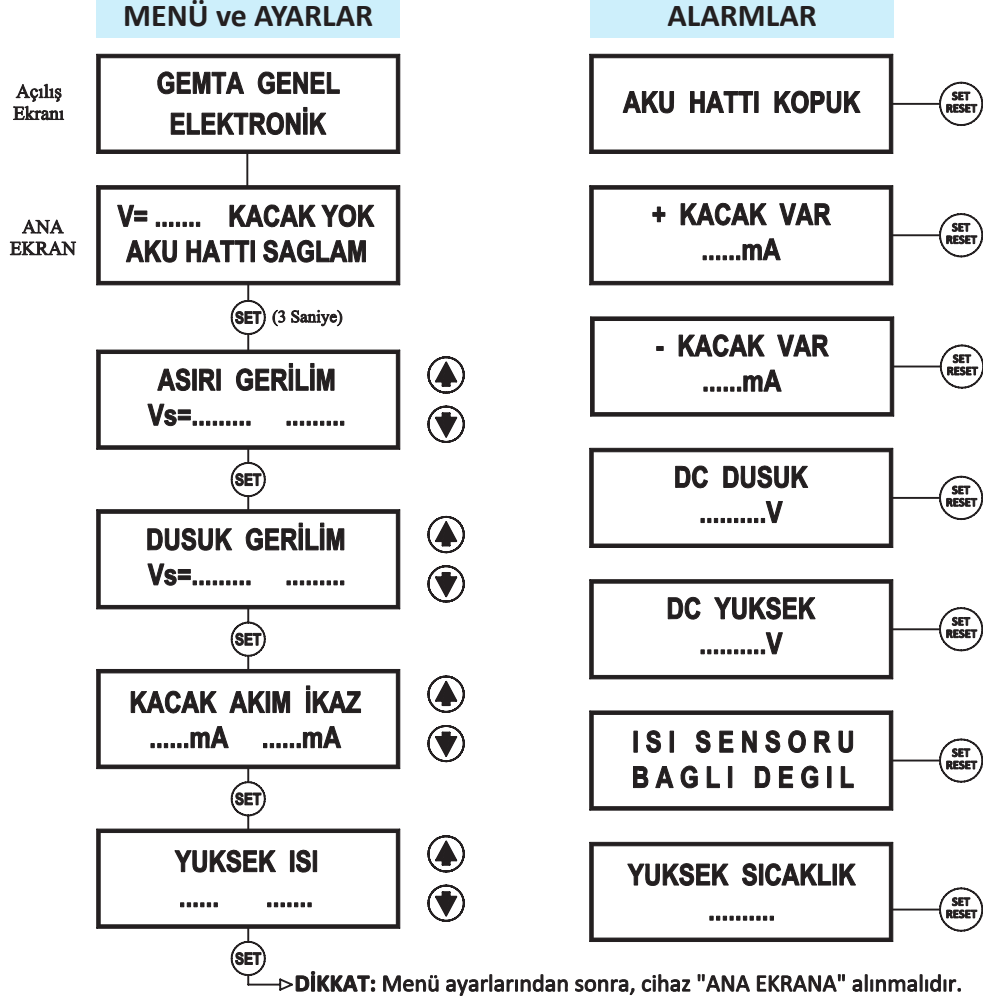 MENÜ ve AYARLAR
Açılış
Ekranı
GEMTA GENEL
ELEKTRONİK
ANA
EKRAN
V= ....... KACAK YOK
AKU HATTI SAGLAM
SET (3 Saniye)
ASIRI GERİLİM
Vs=......... .........
SET
DUSUK GERİLİM
Vs=......... .........
SET
KACAK AKIM İKAZ
......mA ......mA
SET
YUKSEK ISI
...... .......
SET
DİKKAT: Menü ayarlarından sonra, cihaz "ANA EKRANA" alınmalıdır.
ALARMLAR
AKU HATTI KOPUK
SET
RESET
+ KACAK VAR
......mA
SET
RESET
- KACAK VAR
......mA
SET
RESET
DC DUSUK
..........V
SET
RESET
DC YUKSEK
..........V
SET
RESET
ISI SENSORU
BAGLI DEGIL
SET
RESET
YUKSEK SICAKLIK
..........
SET
RESET